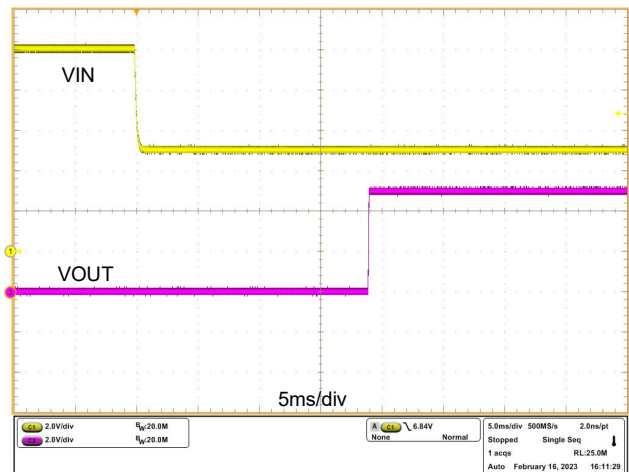 VIN
1
VOUT
3
5ms/div
C1 2.0V/div BW:20.0M
C3 2.0V/div BW:20.0M
A C1 6.84V
None Normal
5.0ms/div 500MS/s 2.0ns/pt
Stopped Single Seq
1 acqs RL:25.0M
Auto February 16, 2023 16:11:29